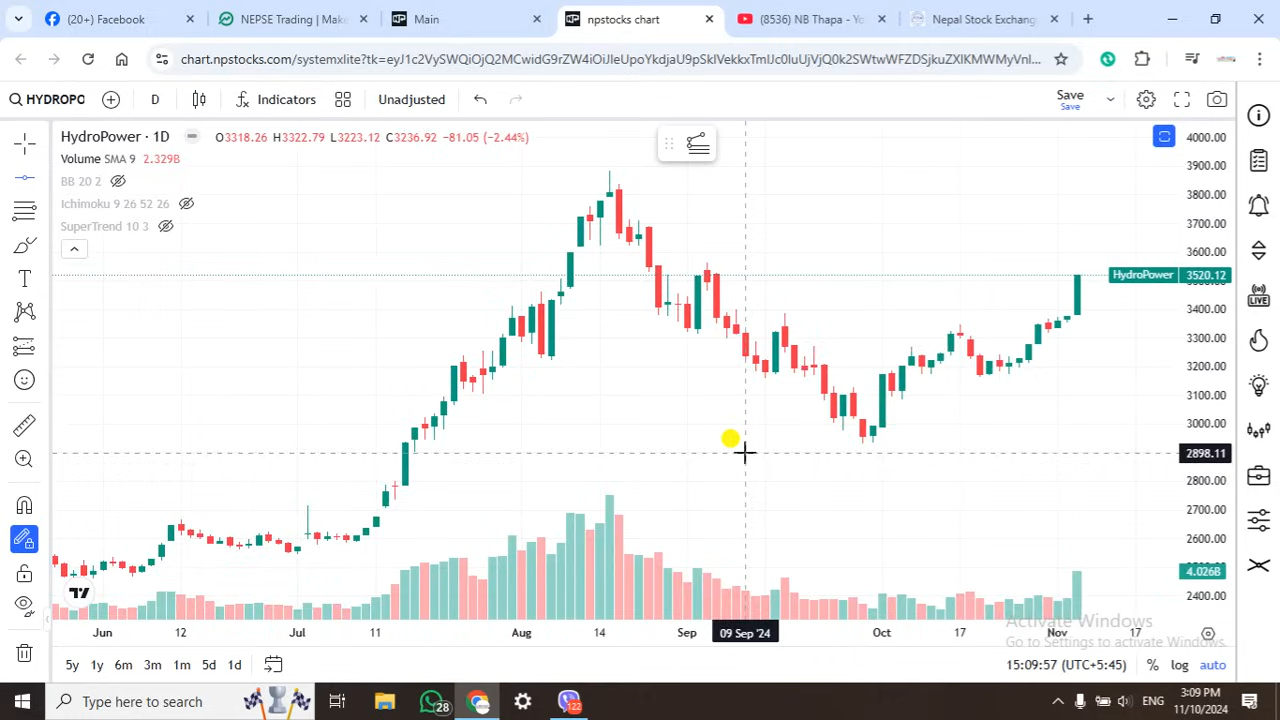 (20+) Facebook
NEPSE Trading | Make
Main
npstocks chart
(8536) NB Thapa - Yo
Nepal Stock Exchang
chart.npstocks.com/systemxlite?tk=
HYDROPO
D
Indicators
Unadjusted
Save
Save
HydroPower · 1D
O3318.26 H3322.79 L3223.12 C3236.92 -81.05 (-2.44%)
Volume SMA 9 2.329B
BB 20 2
Ichimoku 9 26 52 26
SuperTrend 10 3
4000.00
3900.00
3800.00
3700.00
3600.00
HydroPower 3520.12
3400.00
3300.00
3200.00
3100.00
3000.00
2898.11
2800.00
2700.00
2600.00
4.026B
2400.00
LIVE
Jun 12 Jul 11 Aug 14 Sep 09 Sep '24 Oct 17 Nov 17
Activate Windows
Go to Settings to activate Windows.
5y 1y 6m 3m 1m 5d 1d
15:09:57 (UTC+5:45) % log auto
Type here to search
28
122
ENG
3:09 PM
11/10/2024